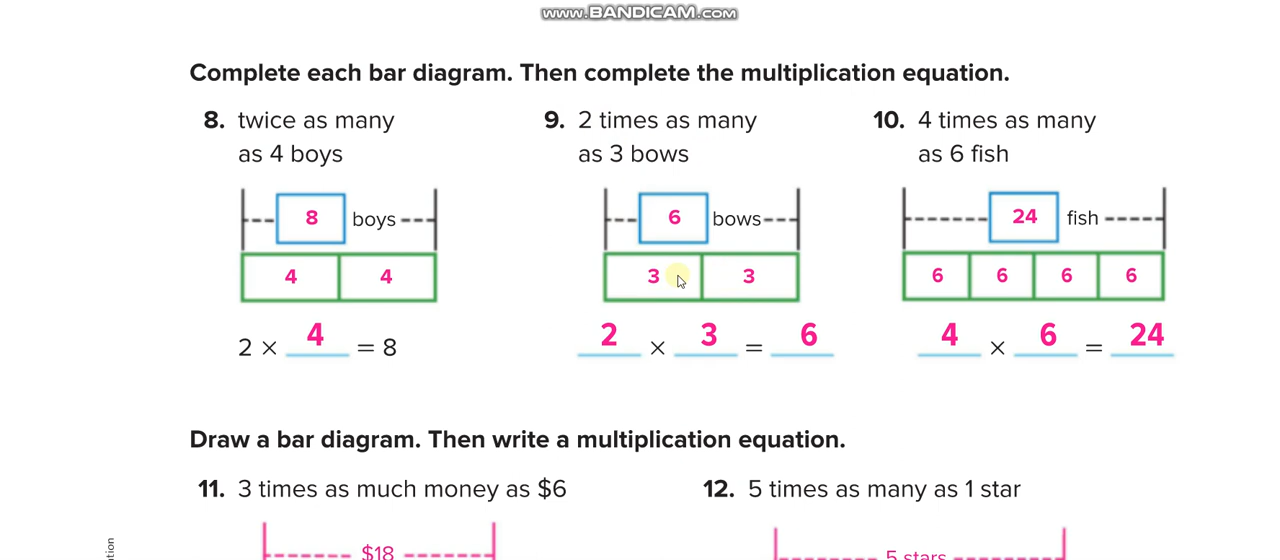 www.BANDICAM.com
Complete each bar diagram. Then complete the multiplication equation.
8. twice as many
as 4 boys
8 boys
4 4
2 × 4 = 8
9. 2 times as many
as 3 bows
6 bows
3 3
2 × 3 = 6
10. 4 times as many
as 6 fish
24 fish
6 6 6 6
4 × 6 = 24
Draw a bar diagram. Then write a multiplication equation.
11. 3 times as much money as $6
$18
12. 5 times as many as 1 star
5 stars